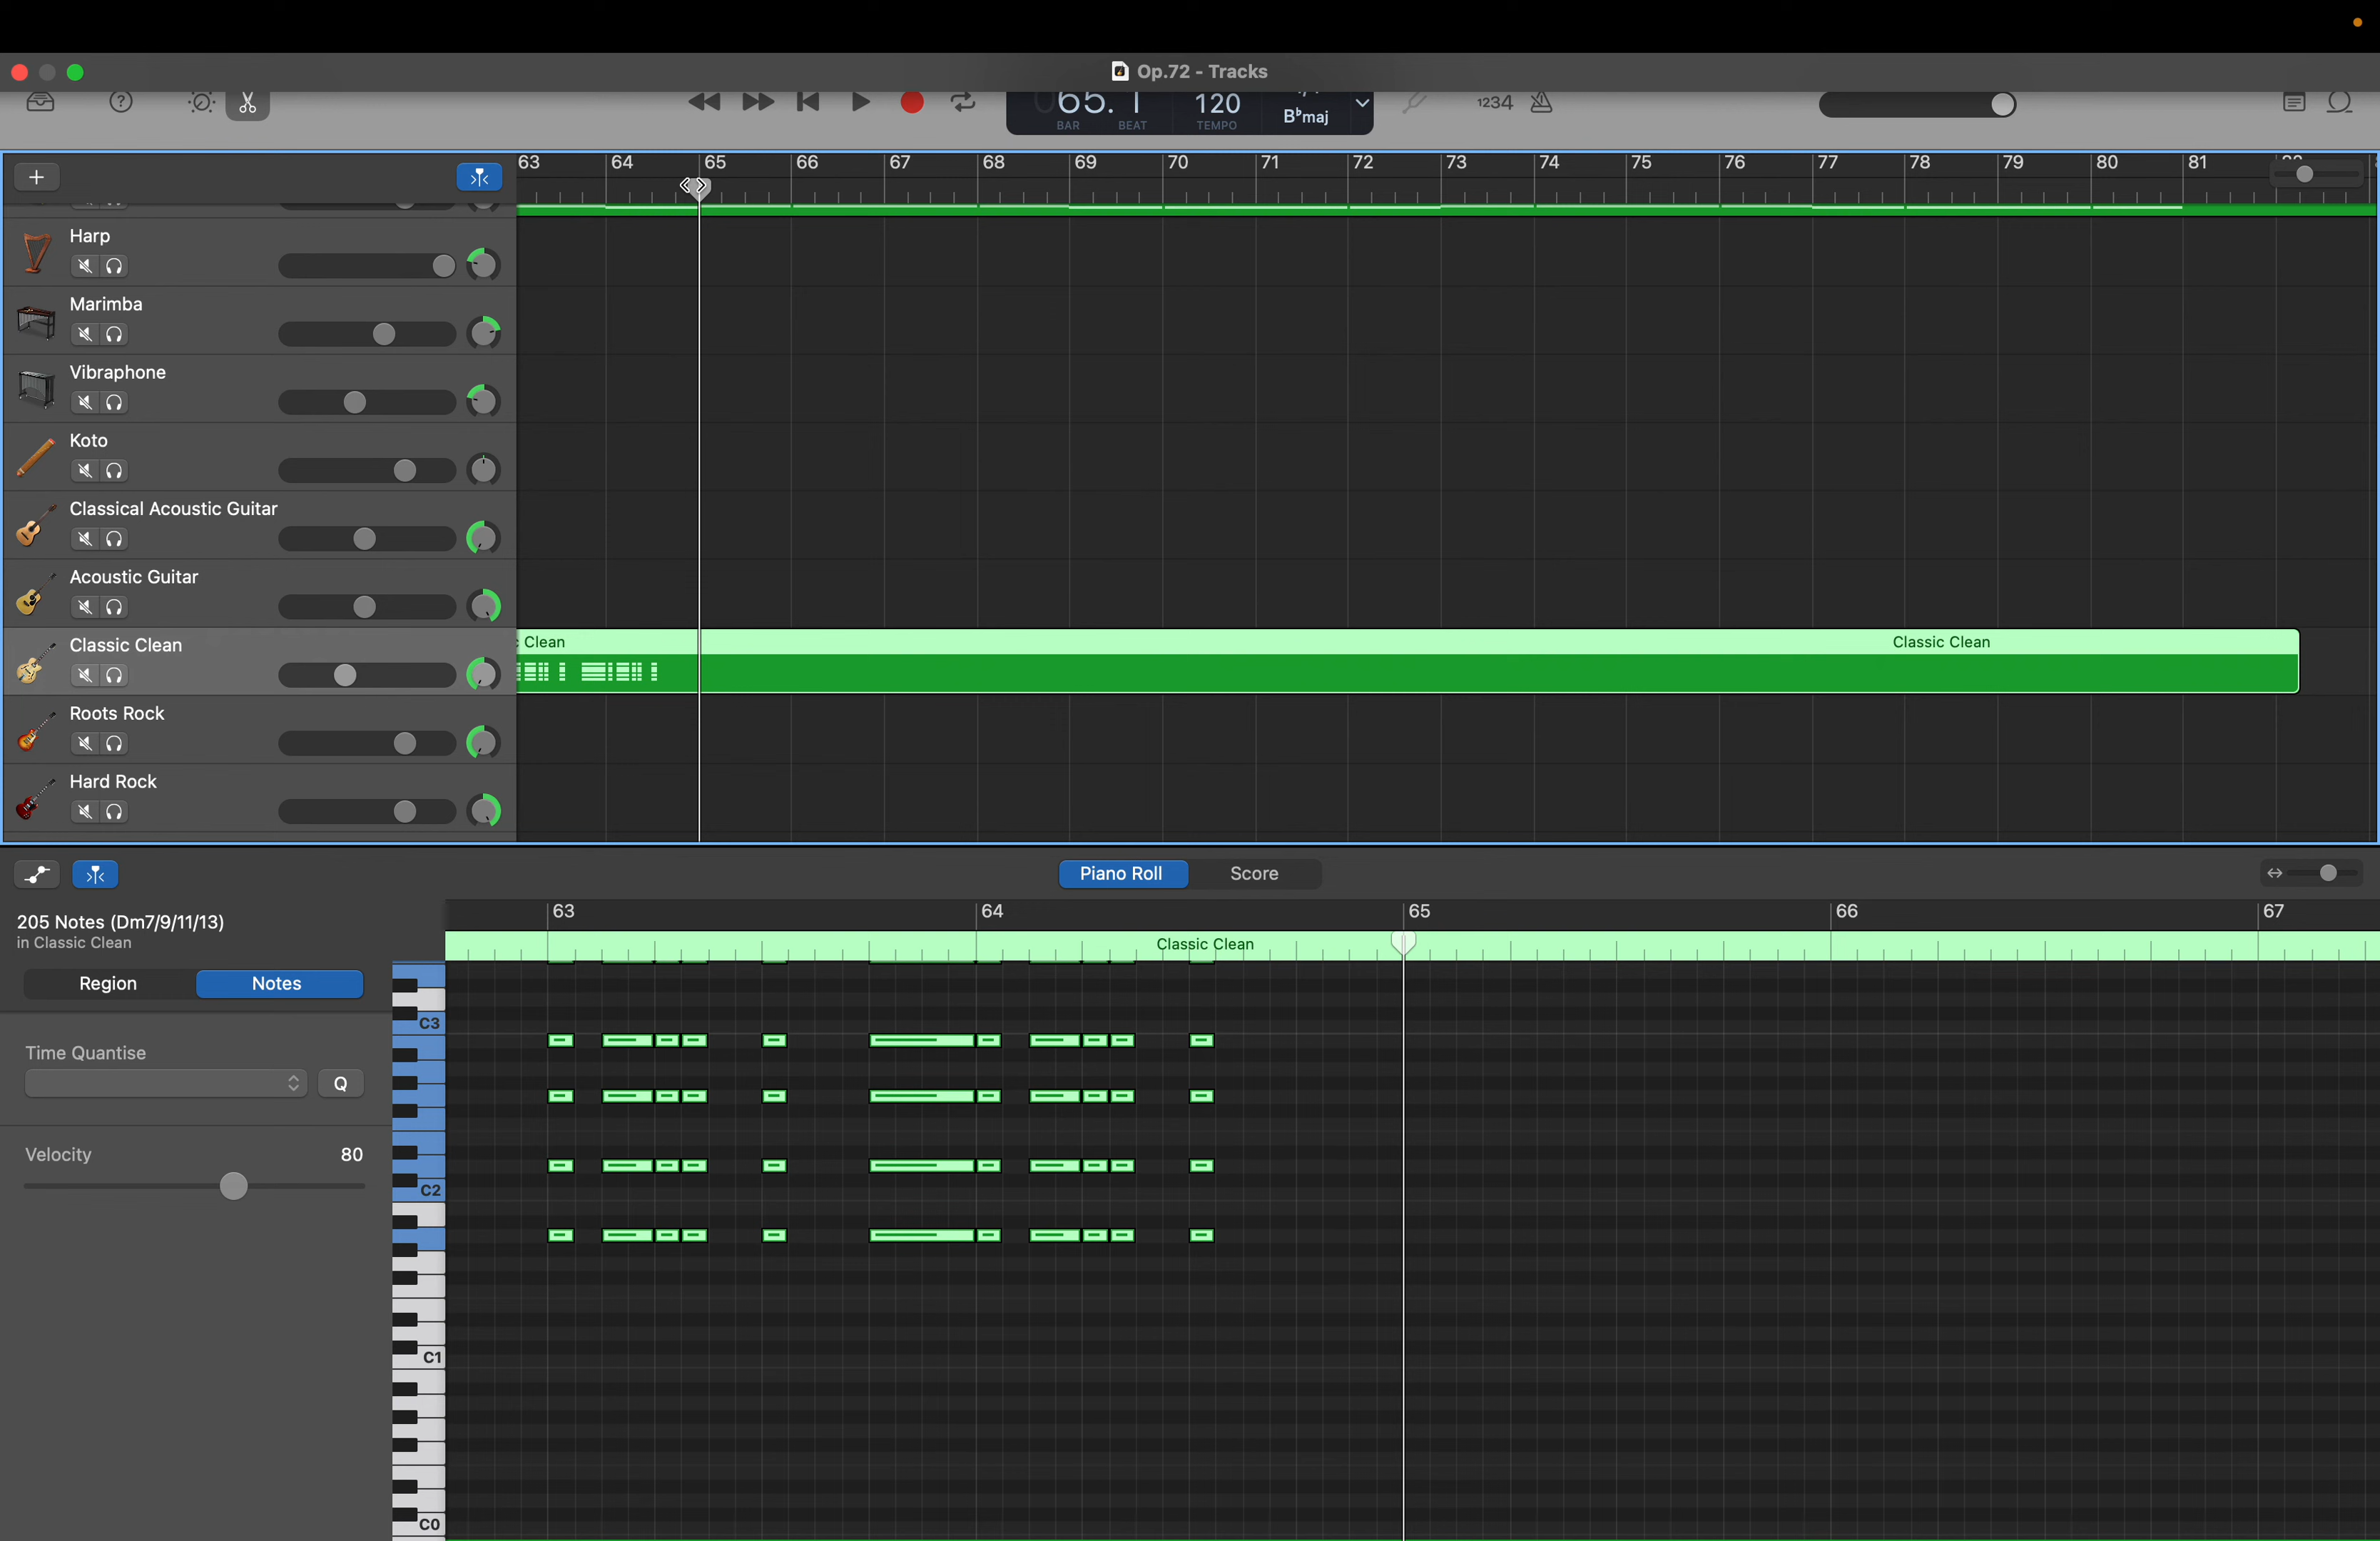 Op.72 - Tracks
65. 1
120
BAR
BEAT
TEMPO
B♭maj
1234
63 64 65 66 67 68 69 70 71 72 73 74 75 76 77 78 79 80 81
Harp
Marimba
Vibraphone
Koto
Classical Acoustic Guitar
Acoustic Guitar
Classic Clean
Clean
Classic Clean
Roots Rock
Hard Rock
Piano Roll
Score
205 Notes (Dm7/9/11/13)
in Classic Clean
63 64 65 66 67
Classic Clean
Region
Notes
C3
Time Quantise
Q
Velocity
80
C2
C1
C0